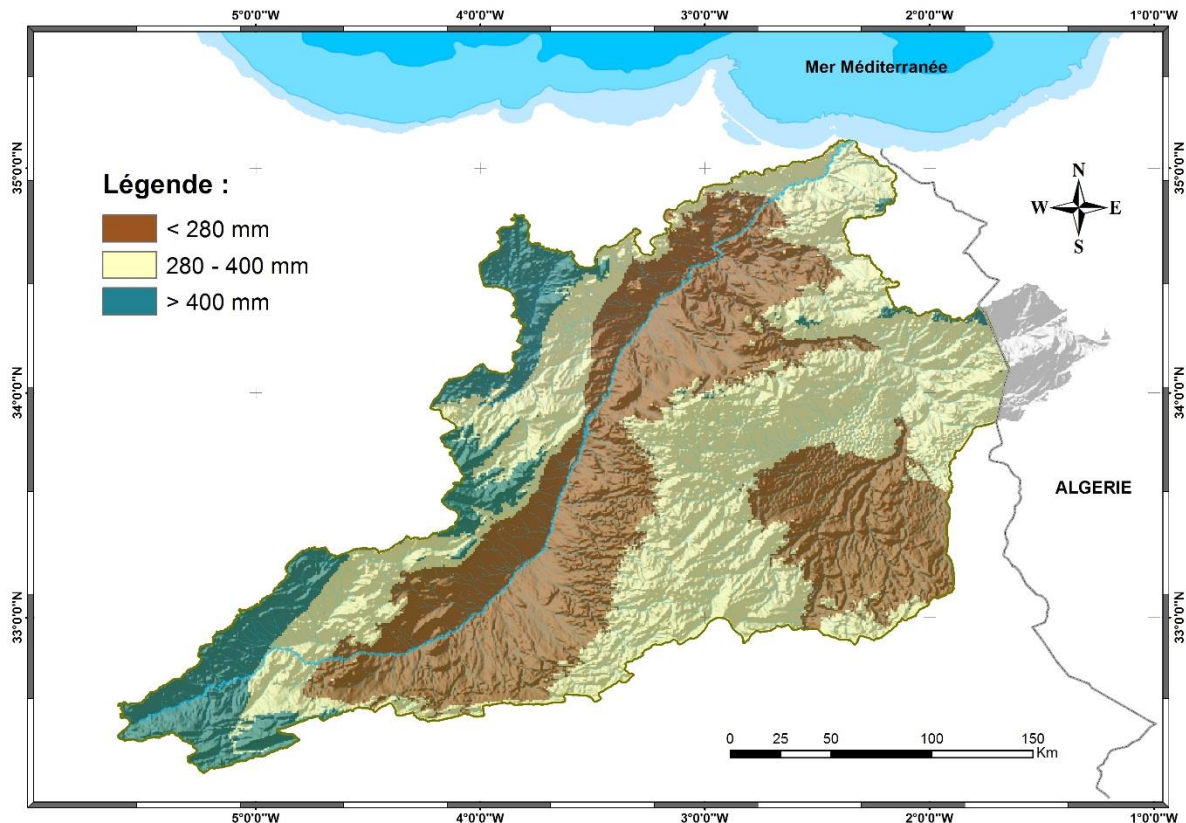 5°0'0"W 4°0'0"W 3°0'0"W 2°0'0"W 1°0'0"W
Mer Méditerranée
35°0'0"N 35°0'0"N
Légende :
N
W E
S
< 280 mm
280 - 400 mm
> 400 mm
34°0'0"N 34°0'0"N
ALGERIE
33°0'0"N 33°0'0"N
0 25 50 100 150
Km
5°0'0"W 4°0'0"W 3°0'0"W 2°0'0"W 1°0'0"W